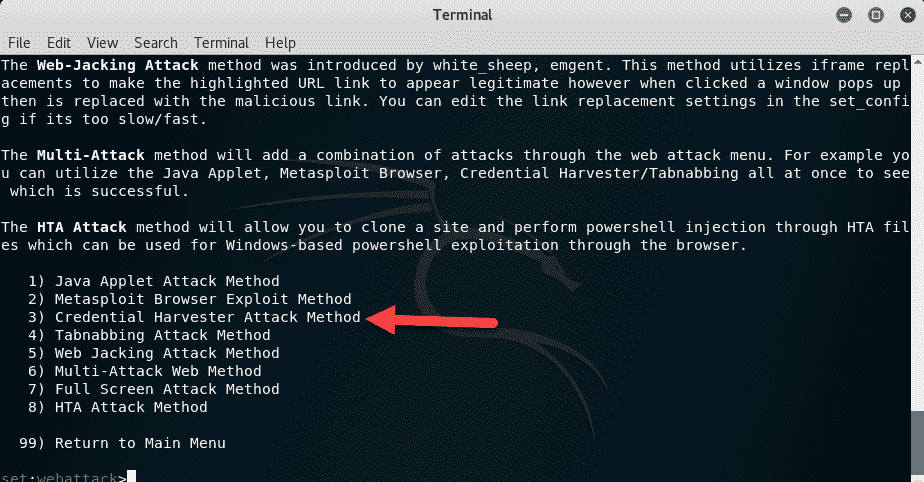 Terminal
File Edit View Search Terminal Help
The Web-Jacking Attack method was introduced by white_sheep, emgent. This method utilizes iframe repl
acements to make the highlighted URL link to appear legitimate however when clicked a window pops up
then is replaced with the malicious link. You can edit the link replacement settings in the set_confi
g if its too slow/fast.
The Multi-Attack method will add a combination of attacks through the web attack menu. For example yo
u can utilize the Java Applet, Metasploit Browser, Credential Harvester/Tabnabbing all at once to see
which is successful.
The HTA Attack method will allow you to clone a site and perform powershell injection through HTA fil
es which can be used for Windows-based powershell exploitation through the browser.
1) Java Applet Attack Method
2) Metasploit Browser Exploit Method
3) Credential Harvester Attack Method
4) Tabnabbing Attack Method
5) Web Jacking Attack Method
6) Multi-Attack Web Method
7) Full Screen Attack Method
8) HTA Attack Method
99) Return to Main Menu
set:webattack>